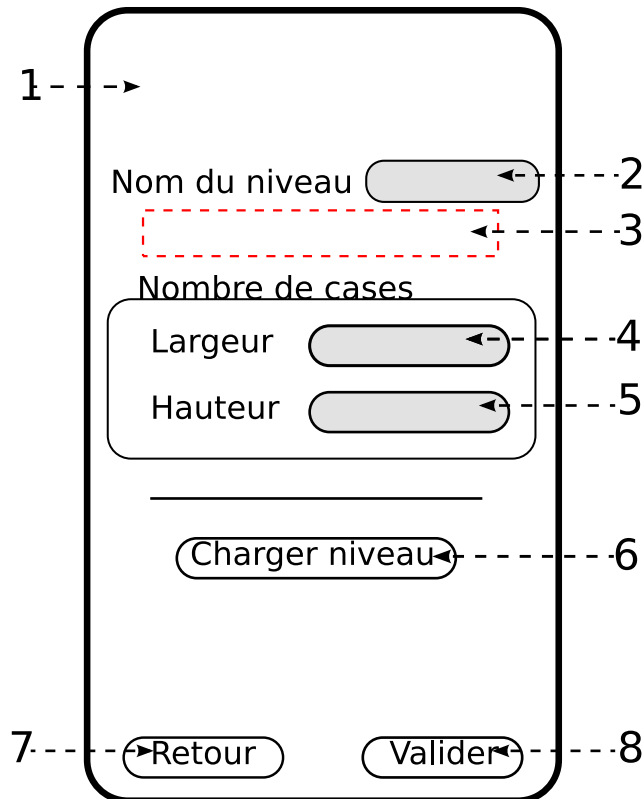 1
Nom du niveau 2
3
Nombre de cases
Largeur 4
Hauteur 5
Charger niveau 6
7 Retour Valider 8